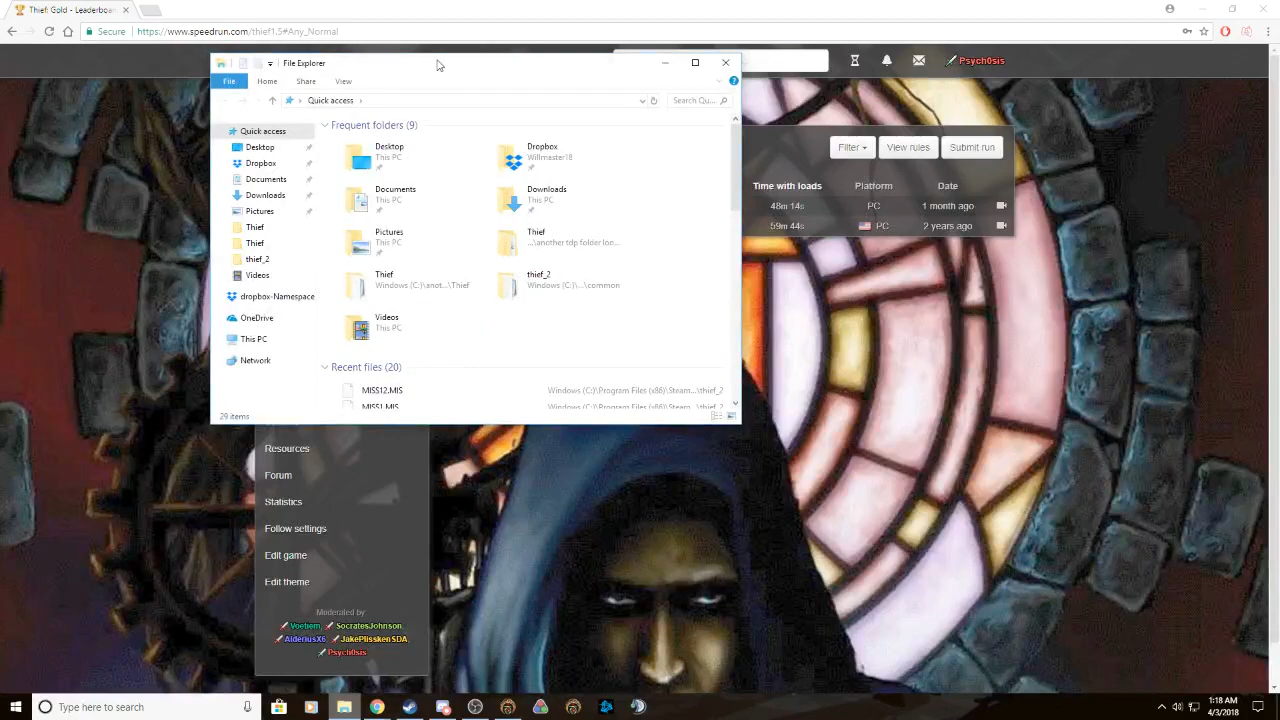 Thief Gold - Leaderboa
Secure
https://www.speedrun.com/thief1.5#Any_Normal
File Explorer
Psych0sis
File
Home
Share
View
Quick access
Search Qu...
Quick access
Desktop
Dropbox
Documents
Downloads
Pictures
Thief
Thief
thief_2
Videos
dropbox-Namespace
OneDrive
This PC
Network
Frequent folders (9)
Desktop
This PC
Dropbox
Willmaster18
Documents
This PC
Downloads
This PC
Pictures
This PC
Thief
...\another tdp folder loo...
Thief
Windows (C:)\anot...\Thief
thief_2
Windows (C:)\...\common
Videos
This PC
Recent files (20)
MISS12.MIS
Windows (C:)\Program Files (x86)\Steam...\thief_2
MISS1.MIS
Windows (C:)\Program Files (x86)\Steam...\thief_2
29 items
Filter
View rules
Submit run
Time with loads
Platform
Date
48m 14s
PC
1 month ago
59m 44s
PC
2 years ago
Resources
Forum
Statistics
Follow settings
Edit game
Edit theme
Moderated by:
Voetiem, SocratesJohnson,
AlderiusX6, JakePlisskenSDA,
Psych0sis
Type here to search
1:18 AM
4/3/2018